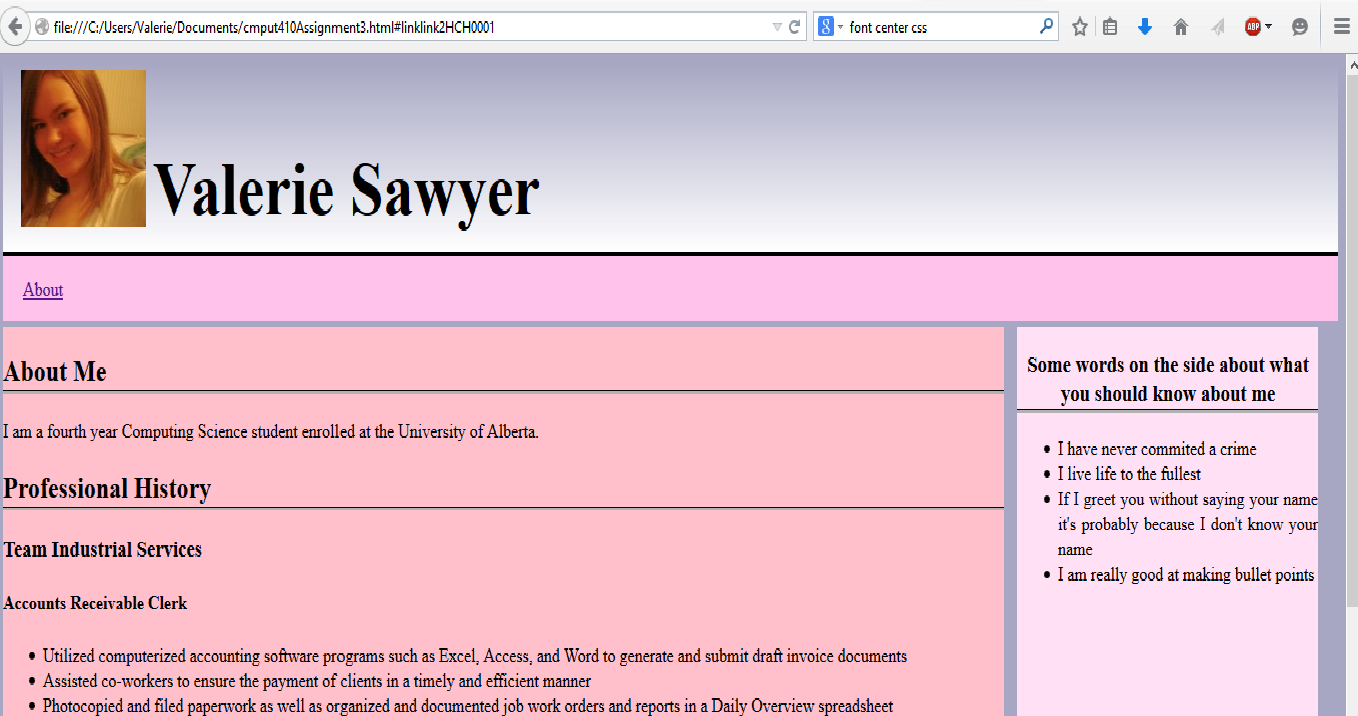 file:///C:/Users/Valerie/Documents/cmput410Assignment3.html#linklink2HCH0001
8
font center css
ABP
Valerie Sawyer
About
About Me
I am a fourth year Computing Science student enrolled at the University of Alberta.
Professional History
Team Industrial Services
Accounts Receivable Clerk
• Utilized computerized accounting software programs such as Excel, Access, and Word to generate and submit draft invoice documents
• Assisted co-workers to ensure the payment of clients in a timely and efficient manner
• Photocopied and filed paperwork as well as organized and documented job work orders and reports in a Daily Overview spreadsheet
Some words on the side about what
you should know about me
• I have never commited a crime
• I live life to the fullest
• If I greet you without saying your name
it's probably because I don't know your
name
• I am really good at making bullet points